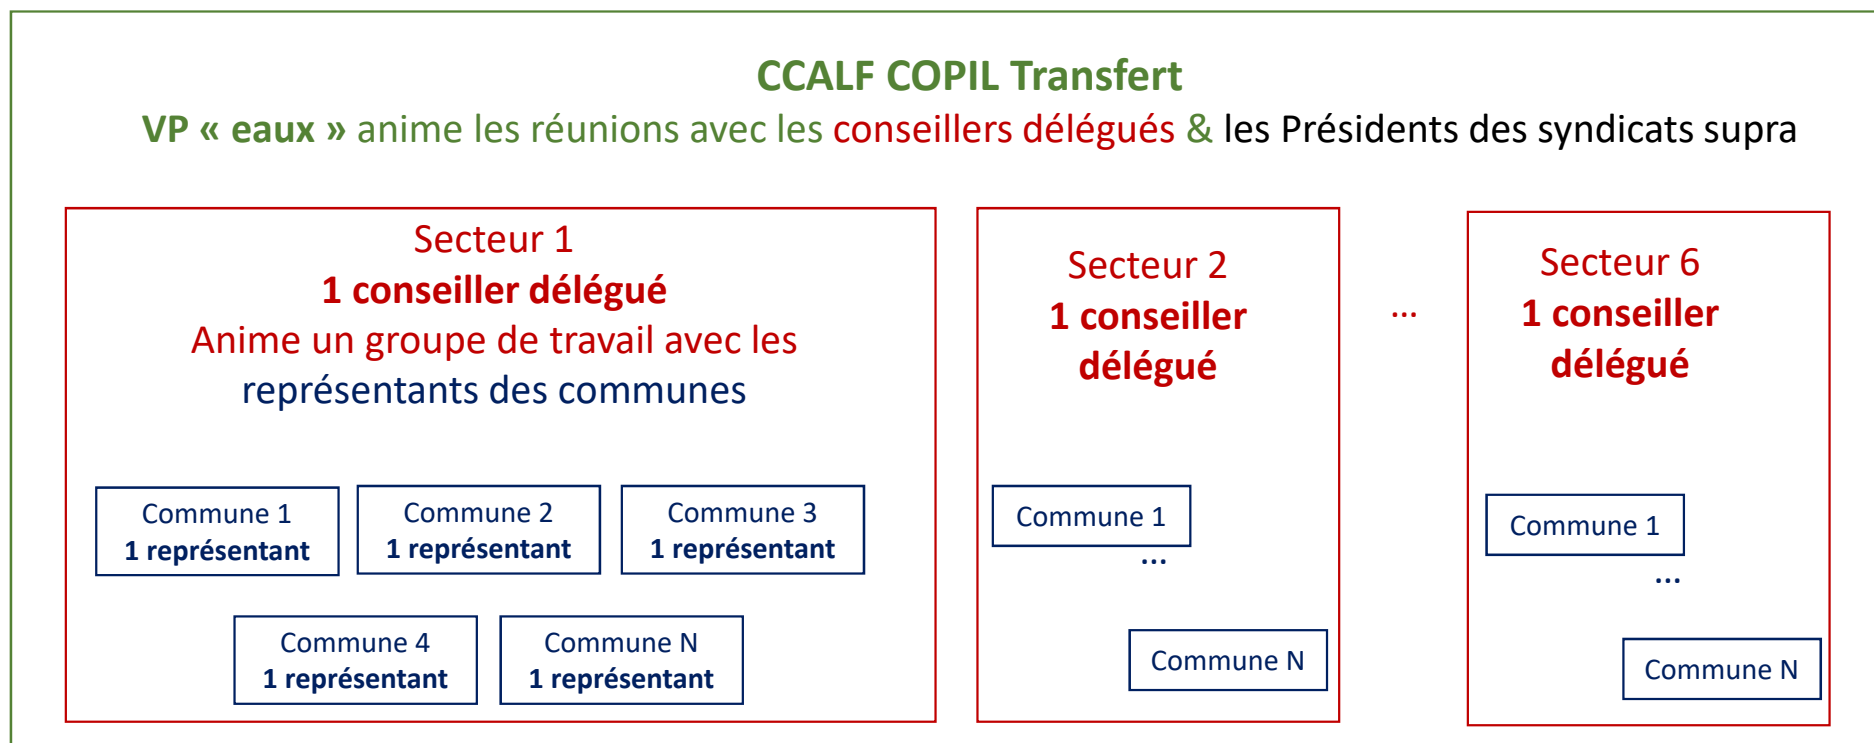 CCALF COPIL Transfert
VP « eaux » anime les réunions avec les conseillers délégués & les Présidents des syndicats supra
Secteur 1
1 conseiller délégué
Anime un groupe de travail avec les
représentants des communes
Commune 1
1 représentant
Commune 2
1 représentant
Commune 3
1 représentant
Commune 4
1 représentant
Commune N
1 représentant
Secteur 2
1 conseiller
délégué
Commune 1
...
Commune N
...
Secteur 6
1 conseiller
délégué
Commune 1
...
Commune N